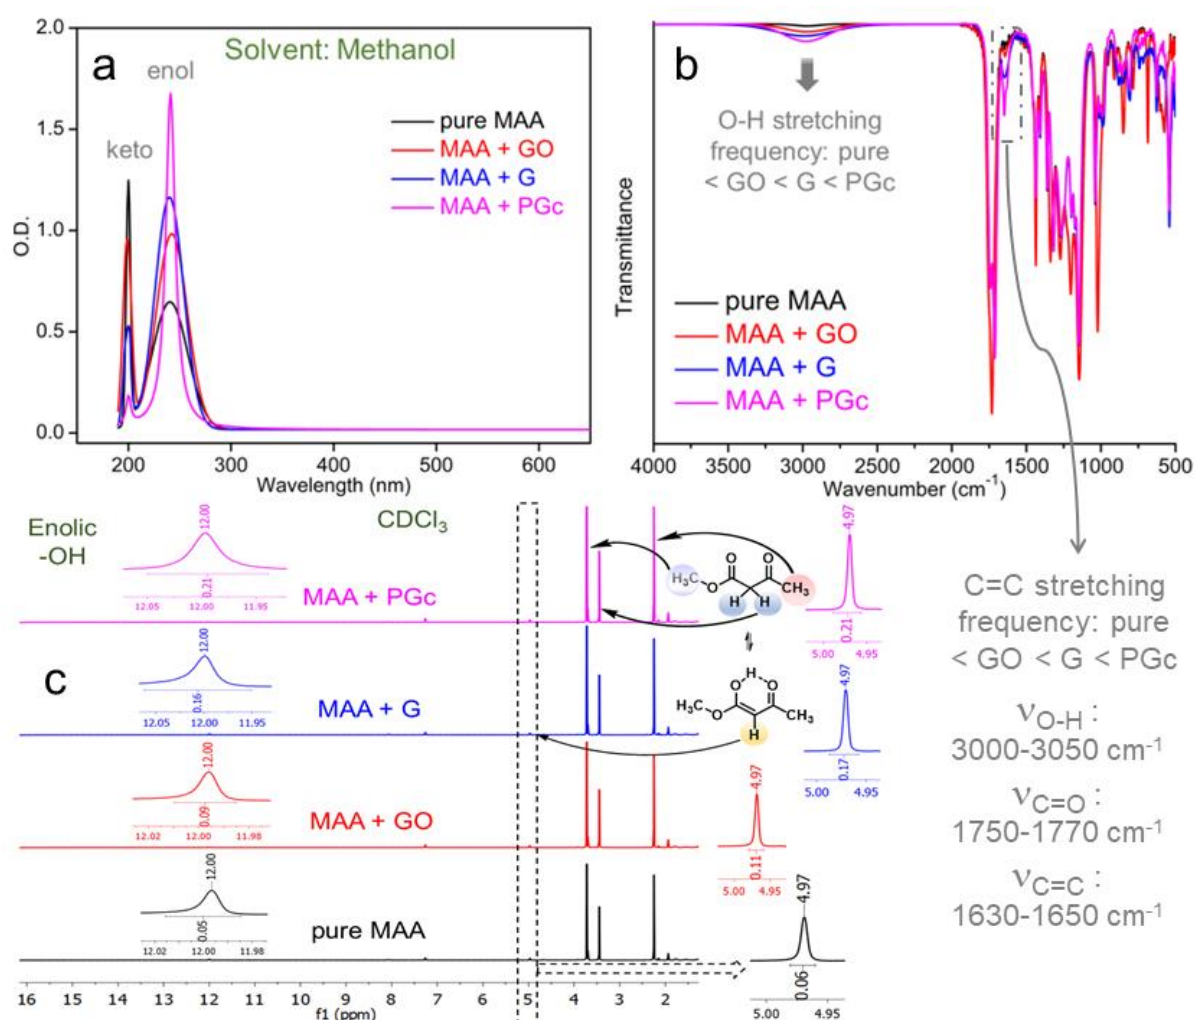 a
Solvent: Methanol
enol
keto
pure MAA
MAA + GO
MAA + G
MAA + PGc
O.D.
2.0
1.5
1.0
0.5
0.0
200 300 400 500 600
Wavelength (nm)
b
O-H stretching
frequency: pure
< GO < G < PGc
Transmittance
pure MAA
MAA + GO
MAA + G
MAA + PGc
4000 3500 3000 2500 2000 1500 1000 500
Wavenumber (cm-1)
C=C stretching
frequency: pure
< GO < G < PGc
νO-H :
3000-3050 cm-1
νC=O :
1750-1770 cm-1
νC=C :
1630-1650 cm-1
c
Enolic
-OH
CDCl3
12.00
0.21
12.05 12.00 11.95
MAA + PGc
H3C O O O CH3
H H
4.97
0.21
5.00 4.95
12.00
0.16
12.05 12.00 11.95
MAA + G
H3C O O H O CH3
H
4.97
0.17
5.00 4.95
12.00
0.09
12.02 12.00 11.98
MAA + GO
4.97
0.11
5.00 4.95
12.00
0.05
12.02 12.00 11.98
pure MAA
4.97
0.06
5.00 4.95
16 15 14 13 12 11 10 9 8 7 6 5 4 3 2
f1 (ppm)